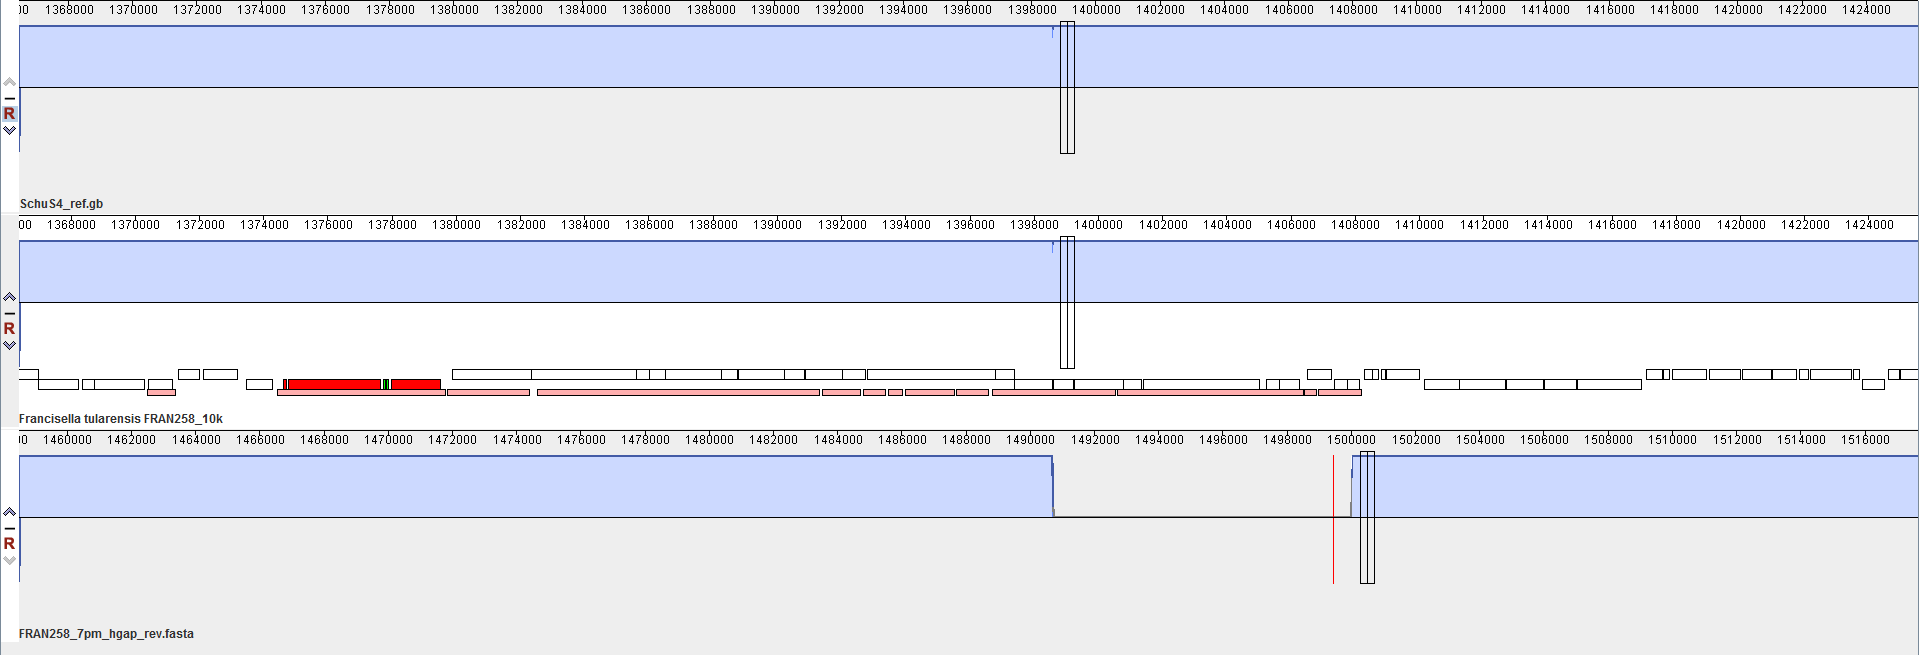 00 1368000 1370000 1372000 1374000 1376000 1378000 1380000 1382000 1384000 1386000 1388000 1390000 1392000 1394000 1396000 1398000 1400000 1402000 1404000 1406000 1408000 1410000 1412000 1414000 1416000 1418000 1420000 1422000 1424000
R
SchuS4_ref.gb
00 1368000 1370000 1372000 1374000 1376000 1378000 1380000 1382000 1384000 1386000 1388000 1390000 1392000 1394000 1396000 1398000 1400000 1402000 1404000 1406000 1408000 1410000 1412000 1414000 1416000 1418000 1420000 1422000 1424000
R
Francisella tularensis FRAN258_10k
00 1460000 1462000 1464000 1466000 1468000 1470000 1472000 1474000 1476000 1478000 1480000 1482000 1484000 1486000 1488000 1490000 1492000 1494000 1496000 1498000 1500000 1502000 1504000 1506000 1508000 1510000 1512000 1514000 1516000
R
FRAN258_7pm_hgap_rev.fasta